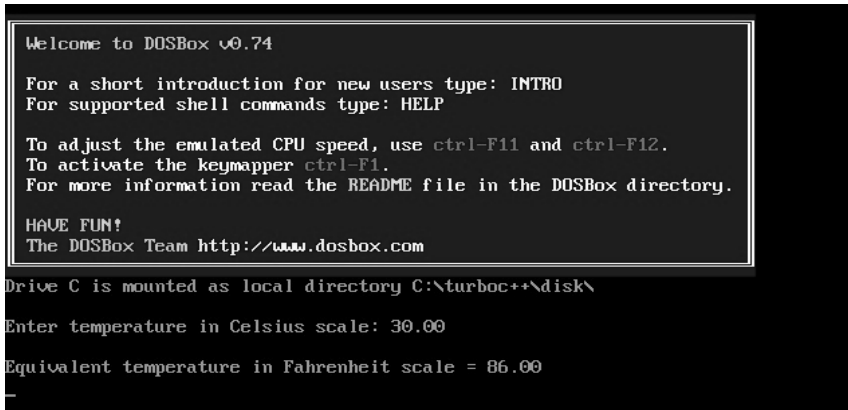 Welcome to DOSBox v0.74
For a short introduction for new users type: INTRO
For supported shell commands type: HELP
To adjust the emulated CPU speed, use ctrl-F11 and ctrl-F12.
To activate the keymapper ctrl-F1.
For more information read the README file in the DOSBox directory.
HAVE FUN!
The DOSBox Team http://www.dosbox.com
Drive C is mounted as local directory C:\turboc++\disk\
Enter temperature in Celsius scale: 30.00
Equivalent temperature in Fahrenheit scale = 86.00